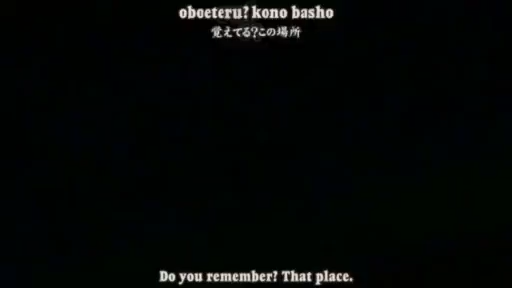 oboeteru? kono basho
覚えてる?この場所
Do you remember? That place.